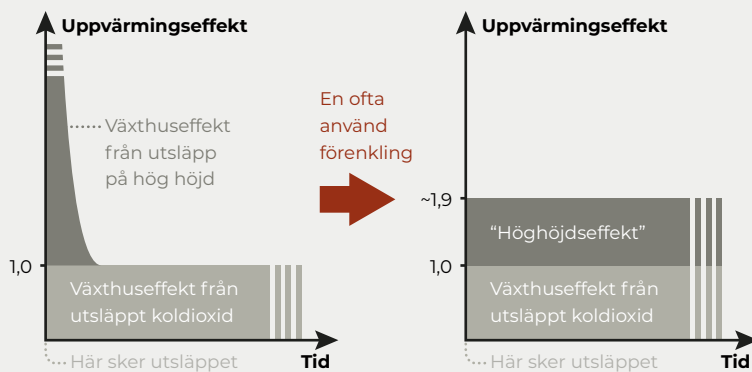 Uppvärmingseffekt
Växthuseffekt
från utsläpp
på hög höjd
1,0
Växthuseffekt från
utsläppt koldioxid
Här sker utsläppet
Tid
En ofta
använd
förenkling
Uppvärmingseffekt
~1,9
"Höghöjdseffekt"
1,0
Växthuseffekt från
utsläppt koldioxid
Här sker utsläppet
Tid